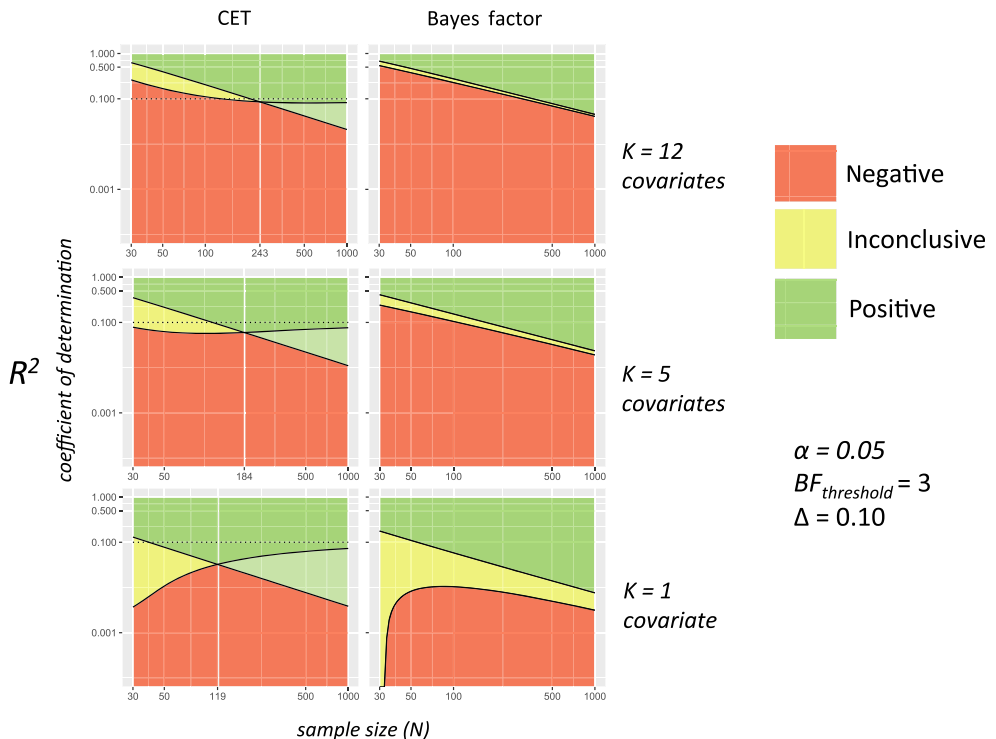 CET
Bayes factor
1.000
0.500
0.100
0.001
30
50
100
243
500
1000
30
50
100
500
1000
K = 12
covariates
Negative
Inconclusive
Positive
R²
coefficient of determination
1.000
0.500
0.100
0.001
30
50
184
500
1000
30
50
100
500
1000
K = 5
covariates
α = 0.05
BFthreshold = 3
Δ = 0.10
1.000
0.500
0.100
0.001
30
50
119
500
1000
30
50
100
500
1000
K = 1
covariate
sample size (N)